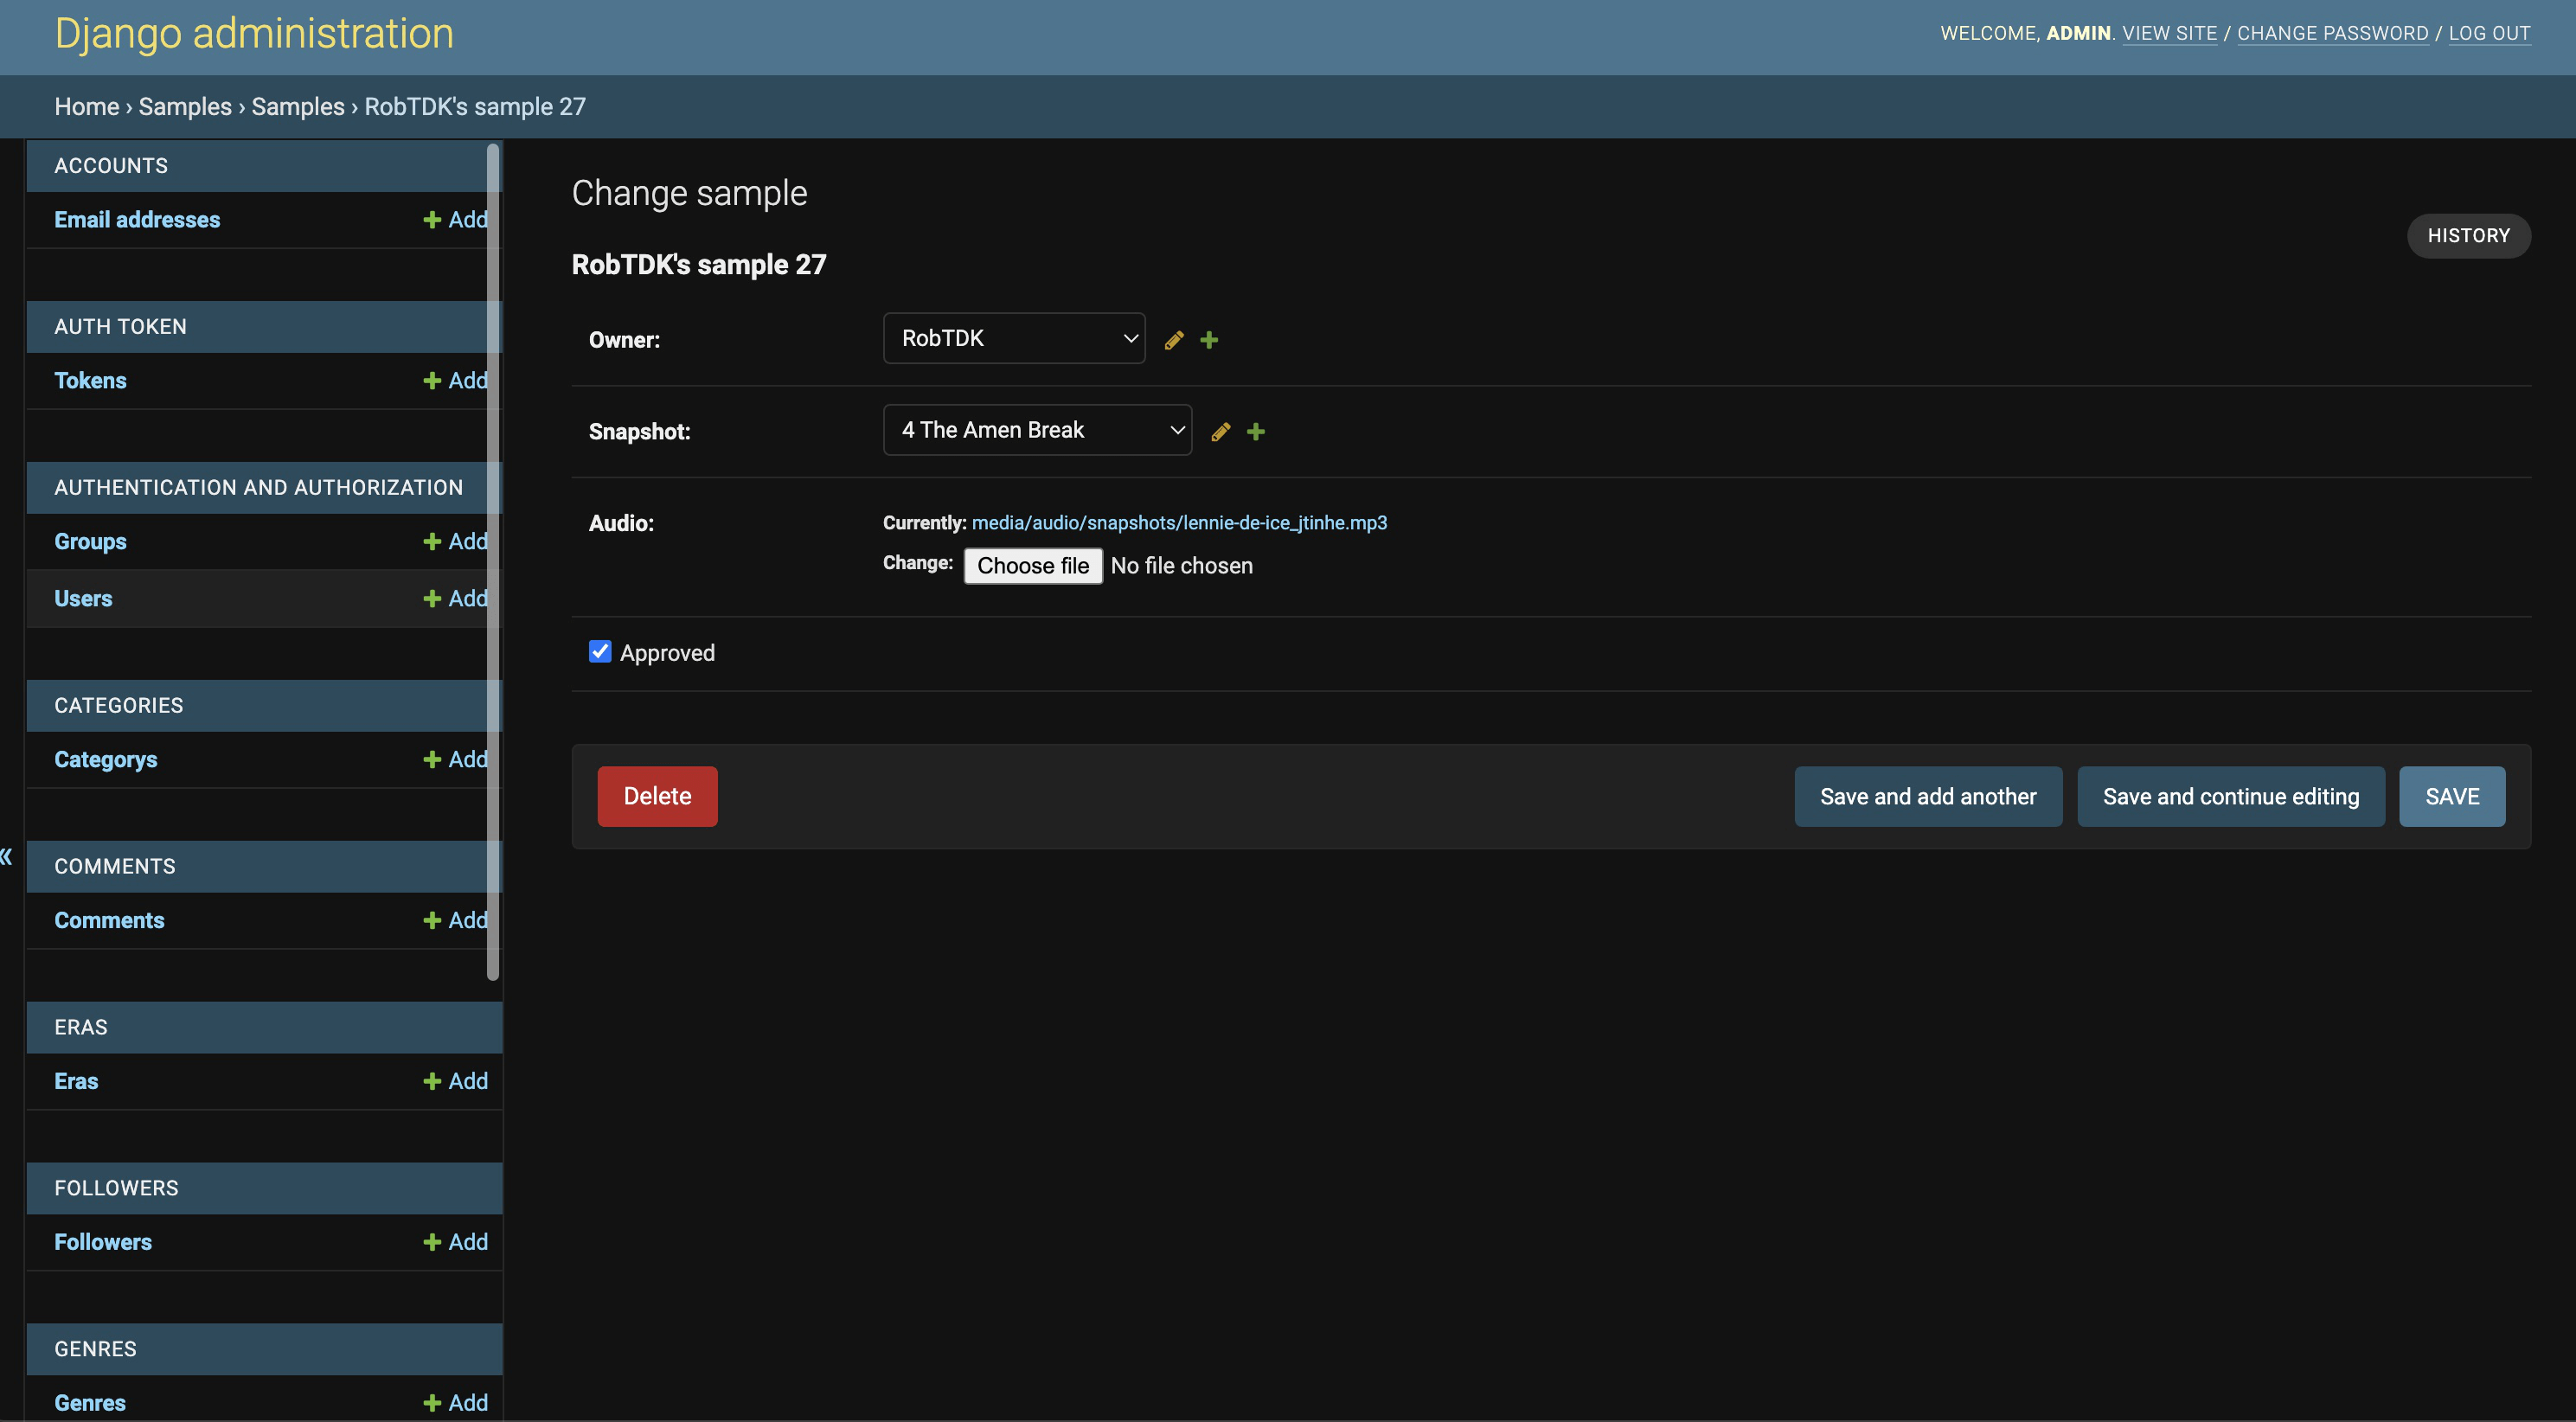 Django administration
WELCOME, ADMIN. VIEW SITE / CHANGE PASSWORD / LOG OUT
Home › Samples › Samples › RobTDK's sample 27
ACCOUNTS
Email addresses
Add
AUTH TOKEN
Tokens
Add
AUTHENTICATION AND AUTHORIZATION
Groups
Add
Users
Add
CATEGORIES
Categorys
Add
COMMENTS
Comments
Add
ERAS
Eras
Add
FOLLOWERS
Followers
Add
GENRES
Genres
Add
Change sample
HISTORY
RobTDK's sample 27
Owner:
RobTDK
Snapshot:
4 The Amen Break
Audio:
Currently: media/audio/snapshots/lennie-de-ice_jtinhe.mp3
Change: Choose file No file chosen
Approved
Delete
Save and add another
Save and continue editing
SAVE